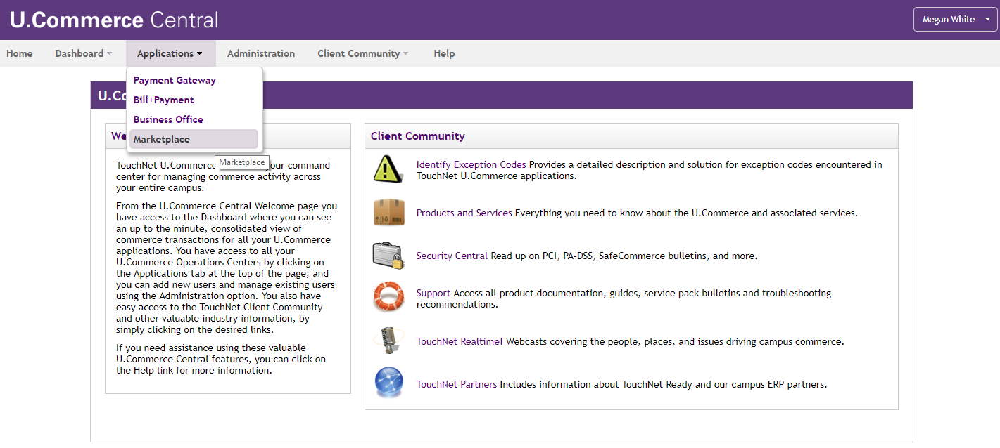 U.Commerce Central
Megan White
Home Dashboard Applications Administration Client Community Help
Payment Gateway
Bill+Payment
Business Office
Marketplace
Marketplace
U.Co
We
TouchNet U.Commerce our command
center for managing commerce activity across
your entire campus.
From the U.Commerce Central Welcome page you
have access to the Dashboard where you can see
an up to the minute, consolidated view of
commerce transactions for all your U.Commerce
applications. You have access to all your
U.Commerce Operations Centers by clicking on
the Applications tab at the top of the page, and
you can add new users and manage existing users
using the Administration option. You also have
easy access to the TouchNet Client Community
and other valuable industry information, by
simply clicking on the desired links.
If you need assistance using these valuable
U.Commerce Central features, you can click on
the Help link for more information.
Client Community
Identify Exception Codes Provides a detailed description and solution for exception codes encountered in
TouchNet U.Commerce applications.
Products and Services Everything you need to know about the U.Commerce and associated services.
Security Central Read up on PCI, PA-DSS, SafeCommerce bulletins, and more.
Support Access all product documentation, guides, service pack bulletins and troubleshooting
recommendations.
TouchNet Realtime! Webcasts covering the people, places, and issues driving campus commerce.
TouchNet Partners Includes information about TouchNet Ready and our campus ERP partners.